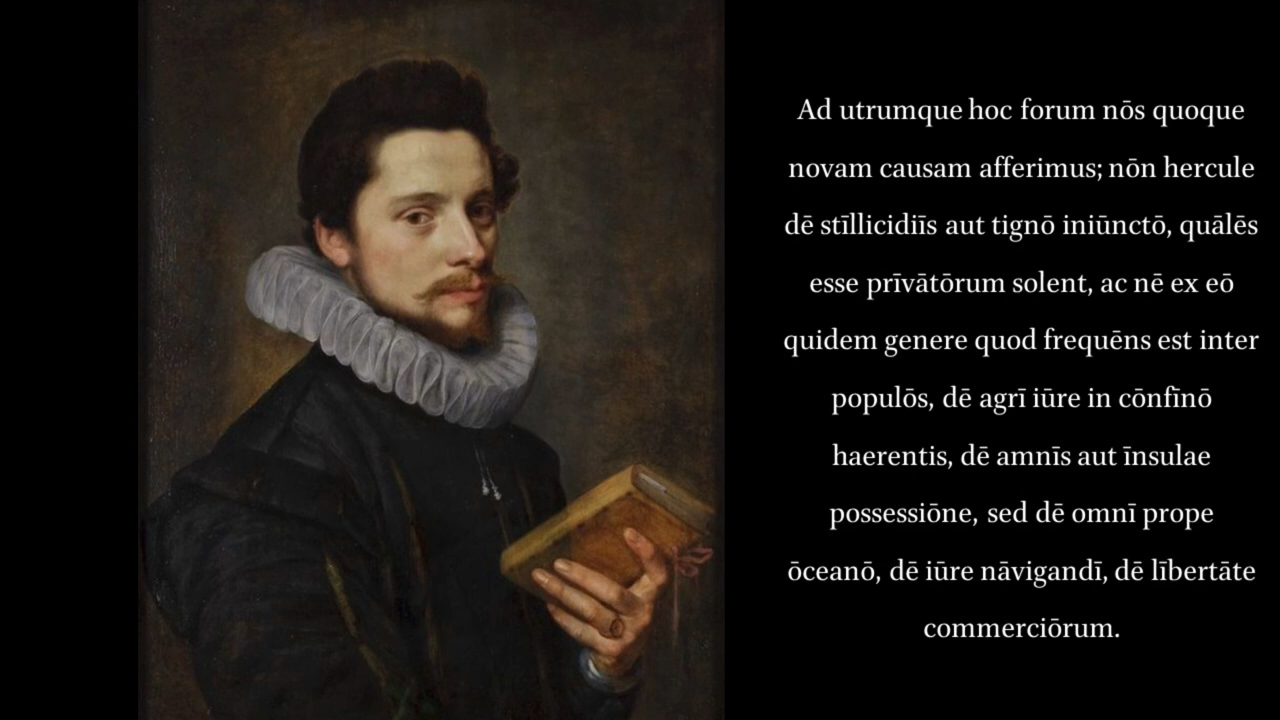 Ad utrumque hoc forum nōs quoque
novam causam afferimus; nōn hercule
dē stīllicidiīs aut tignō iniūnctō, quālēs
esse prīvātōrum solent, ac nē ex eō
quidem genere quod frequēns est inter
populōs, dē agrī iūre in cōnfīnō
haerentis, dē amnīs aut īnsulae
possessiōne, sed dē omnī prope
ōceanō, dē iūre nāvigandī, dē lībertāte
commerciōrum.